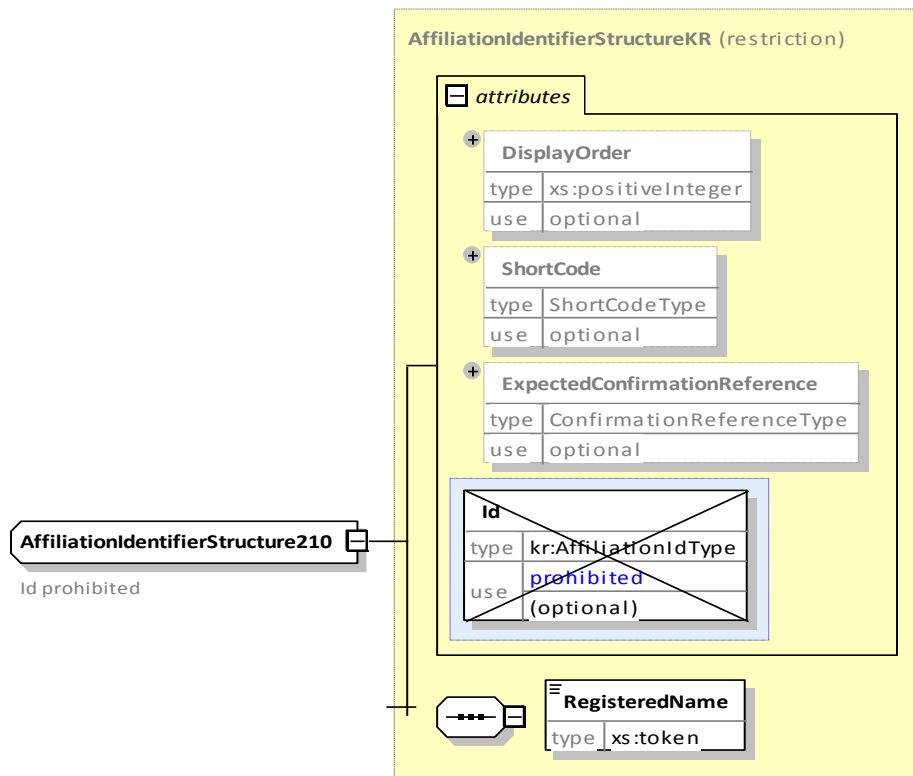 AffiliationIdentifierStructureKR (restriction)
attributes
DisplayOrder
type xs:positiveInteger
use optional
ShortCode
type ShortCodeType
use optional
ExpectedConfirmationReference
type ConfirmationReferenceType
use optional
Id
type kr:AffiliationIdType
use prohibited
(optional)
AffiliationIdentifierStructure210
Id prohibited
RegisteredName
type xs:token